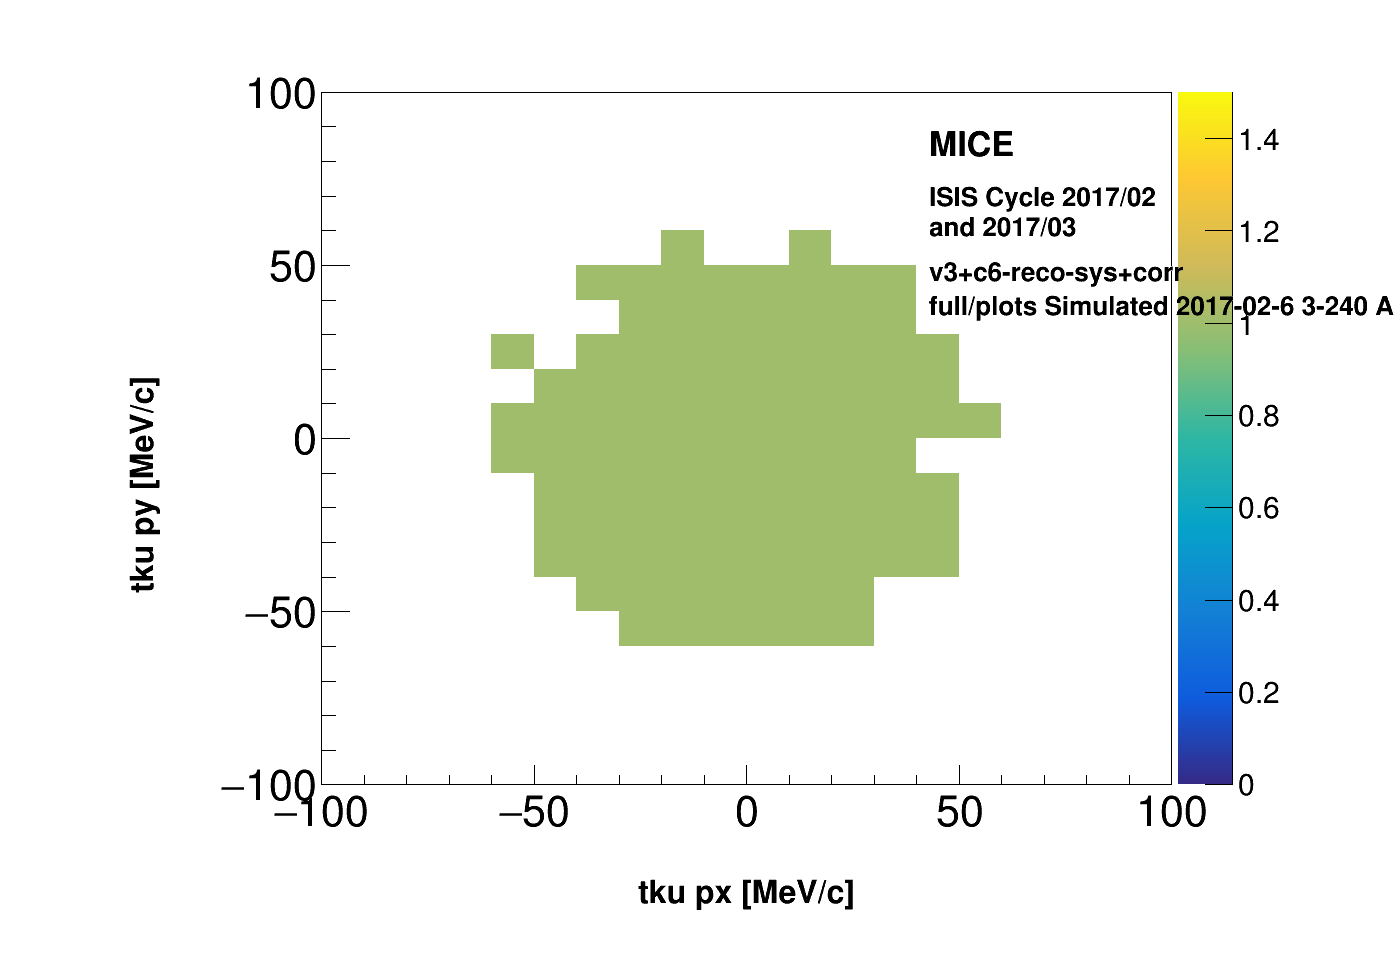 100
50
0
−50
−100
−100
−50
0
50
100
tku py [MeV/c]
tku px [MeV/c]
MICE
ISIS Cycle 2017/02
and 2017/03
v3+c6-reco-sys+corr
full/plots Simulated 2017-02-6 3-240 A
1.4
1.2
1
0.8
0.6
0.4
0.2
0